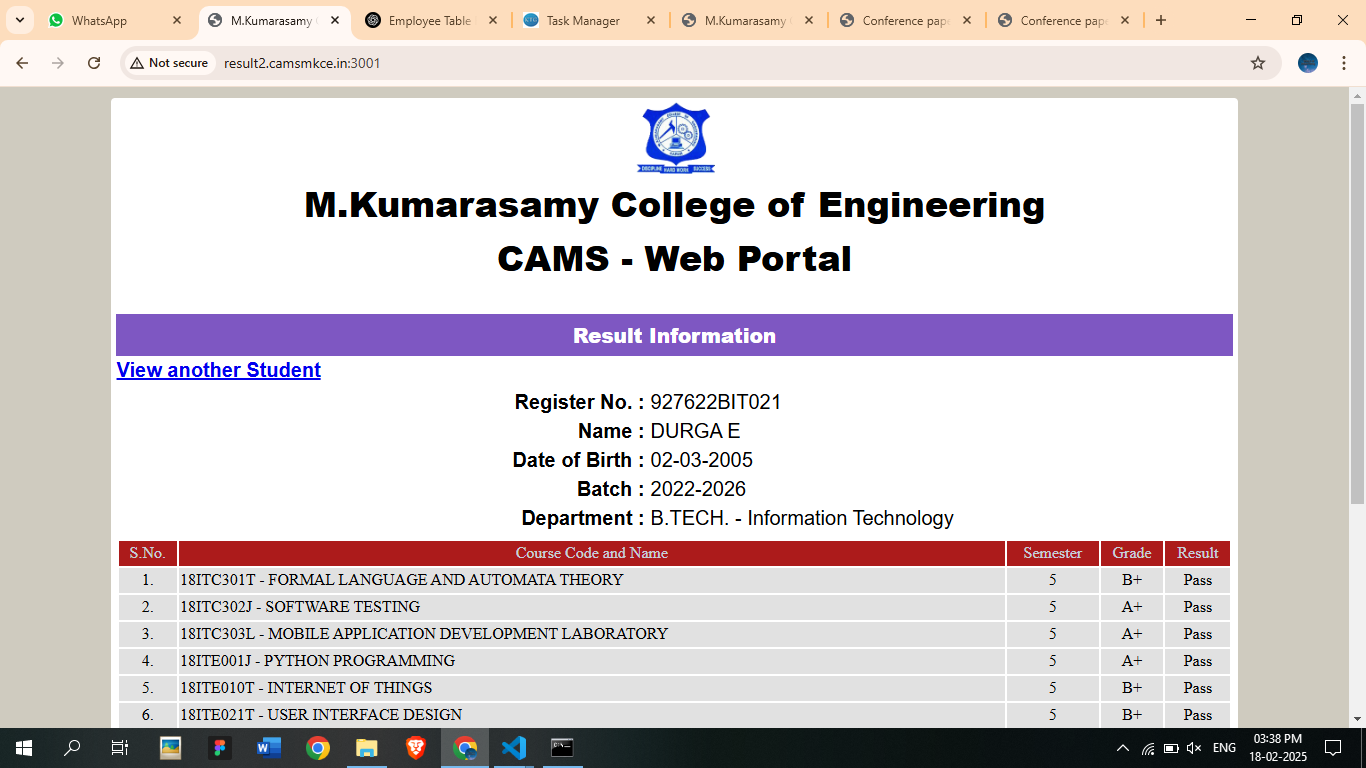 WhatsApp
M.Kumarasamy
Employee Table
Task Manager
M.Kumarasamy
Conference pape
Conference pape
Not secure
result2.camsmkce.in:3001
DISCIPLINE HARD WORK SUCCESS
M.Kumarasamy College of Engineering
CAMS - Web Portal
Result Information
View another Student
Register No. : 927622BIT021
Name : DURGA E
Date of Birth : 02-03-2005
Batch : 2022-2026
Department : B.TECH. - Information Technology
S.No. Course Code and Name Semester Grade Result
1. 18ITC301T - FORMAL LANGUAGE AND AUTOMATA THEORY 5 B+ Pass
2. 18ITC302J - SOFTWARE TESTING 5 A+ Pass
3. 18ITC303L - MOBILE APPLICATION DEVELOPMENT LABORATORY 5 A+ Pass
4. 18ITE001J - PYTHON PROGRAMMING 5 A+ Pass
5. 18ITE010T - INTERNET OF THINGS 5 B+ Pass
6. 18ITE021T - USER INTERFACE DESIGN 5 B+ Pass
ENG
03:38 PM
18-02-2025